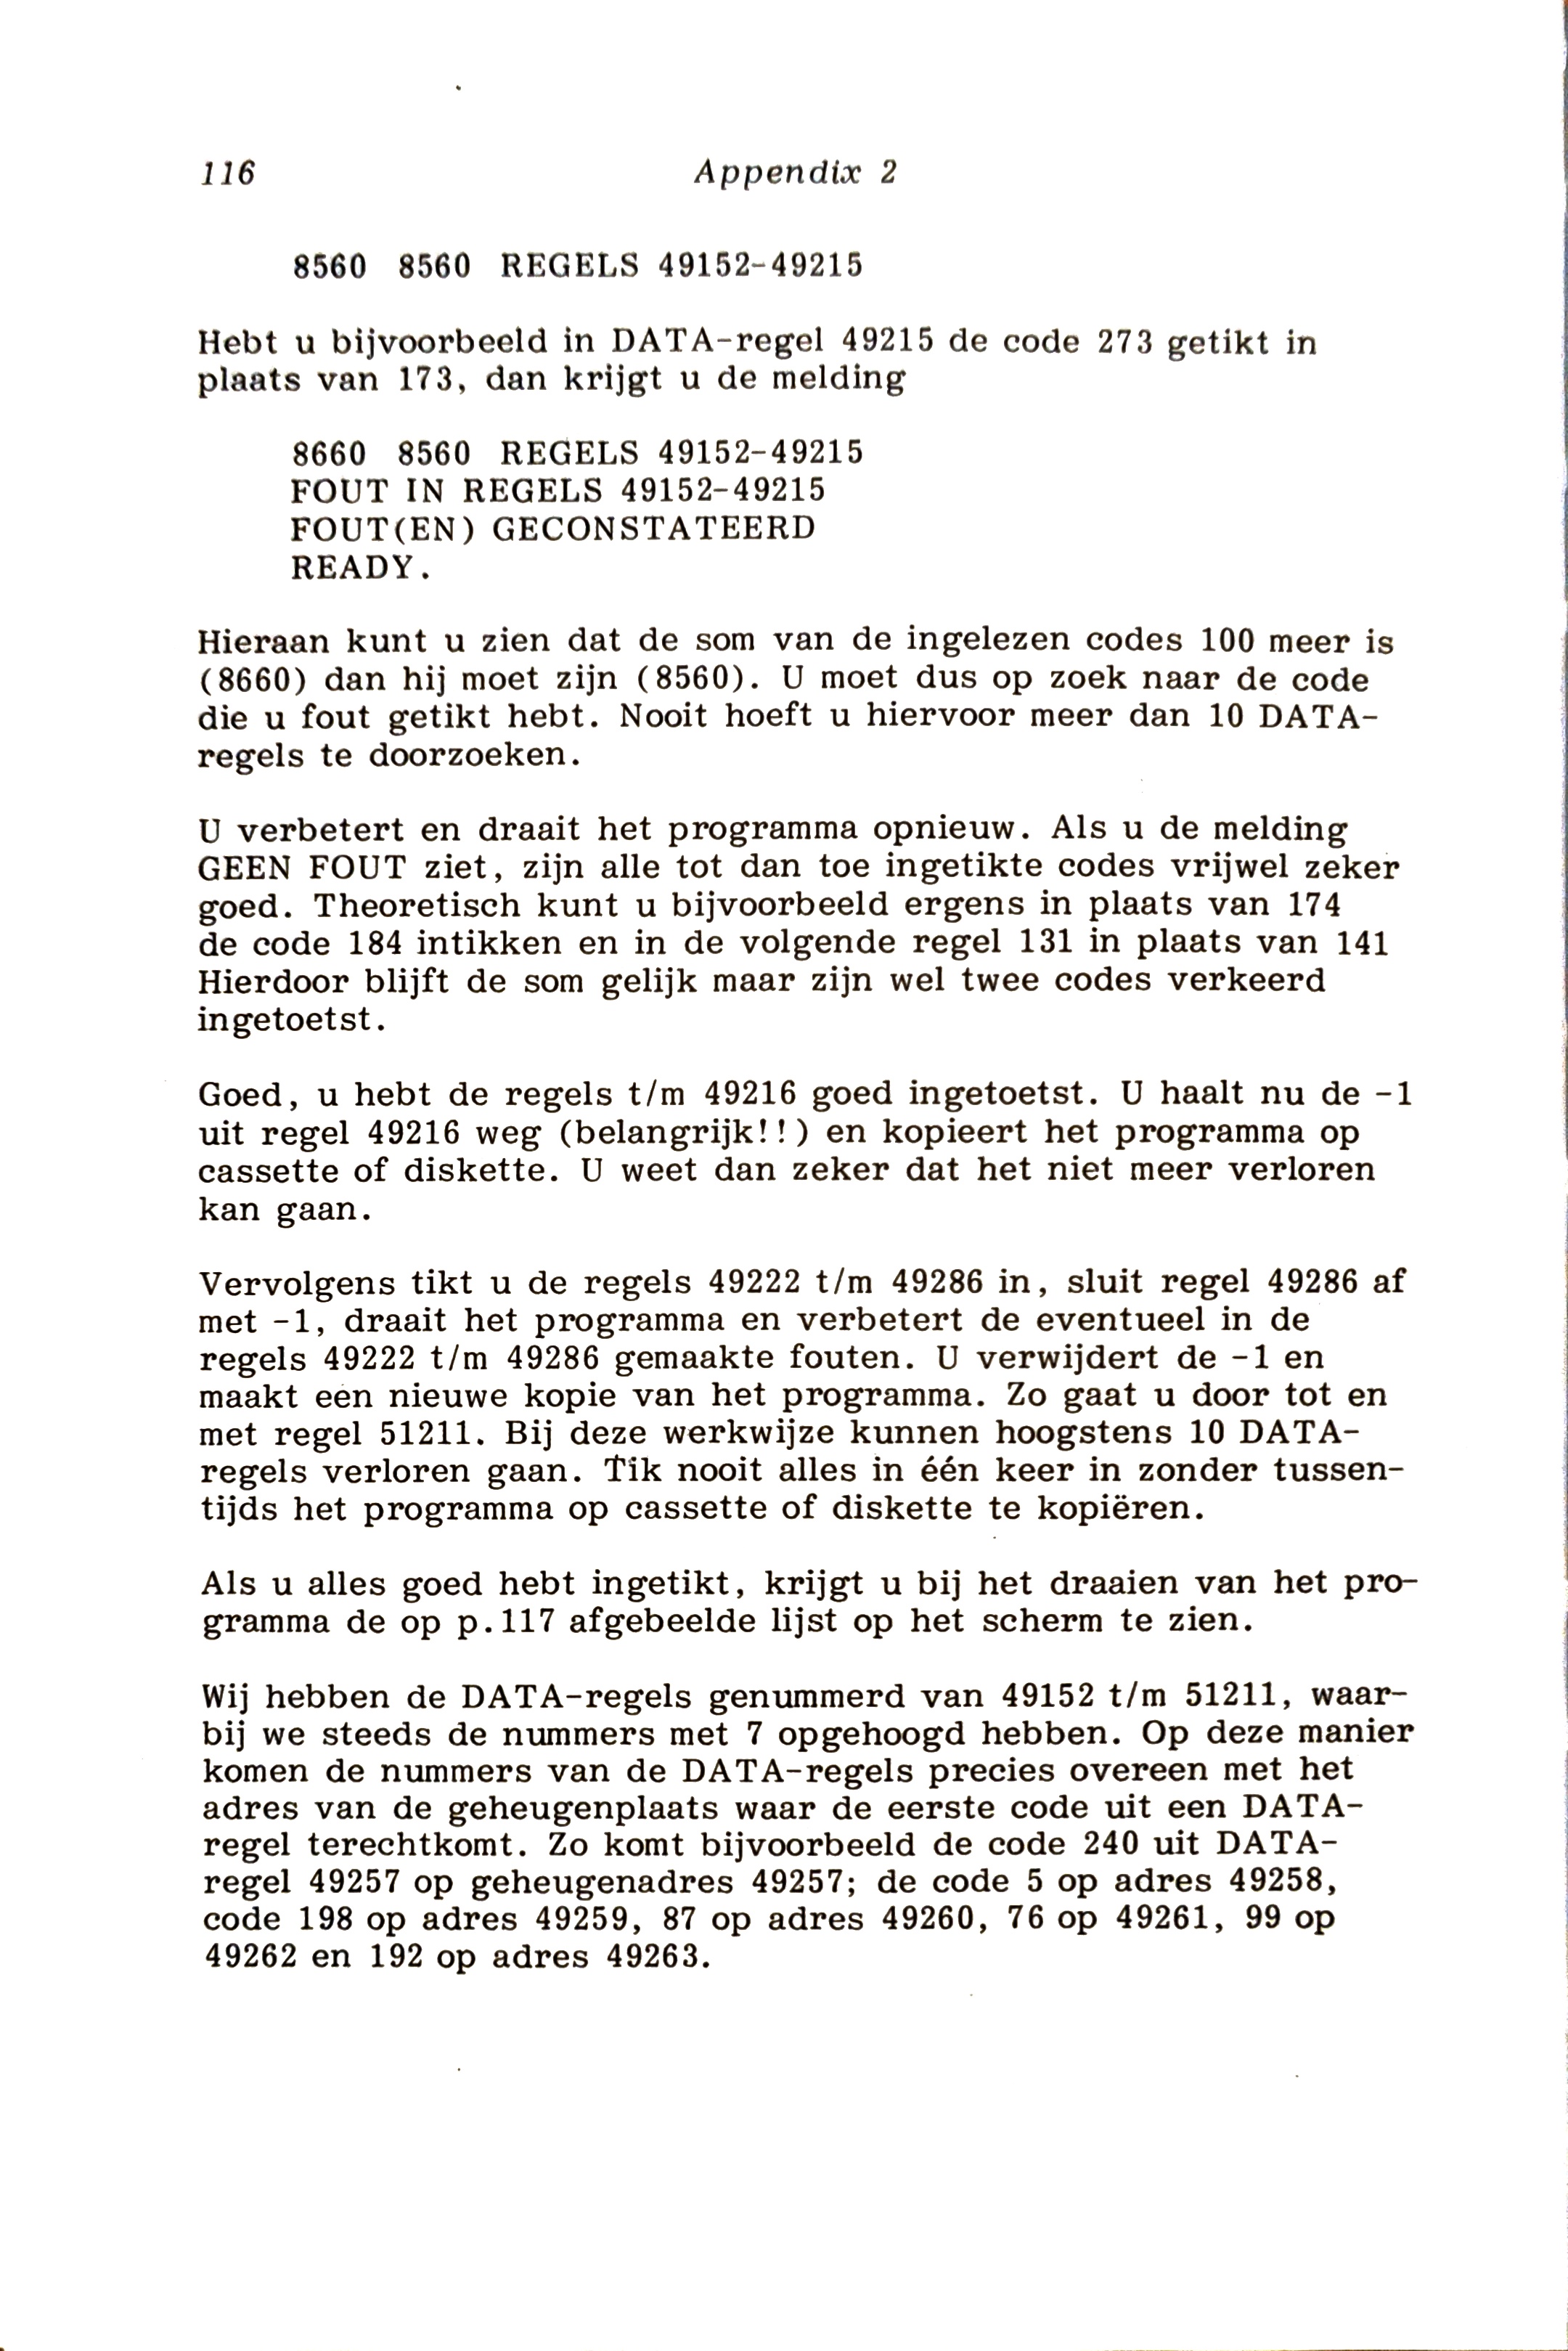 116 Appendix 2
8560 8560 REGELS 49152-49215
Hebt u bijvoorbeeld in DATA-regel 49215 de code 273 getikt in
plaats van 173, dan krijgt u de melding
8660 8560 REGELS 49152-49215
FOUT IN REGELS 49152-49215
FOUT(EN) GECONSTATEERD
READY.
Hieraan kunt u zien dat de som van de ingelezen codes 100 meer is
(8660) dan hij moet zijn (8560). U moet dus op zoek naar de code
die u fout getikt hebt. Nooit hoeft u hiervoor meer dan 10 DATA-
regels te doorzoeken.
U verbetert en draait het programma opnieuw. Als u de melding
GEEN FOUT ziet, zijn alle tot dan toe ingetikte codes vrijwel zeker
goed. Theoretisch kunt u bijvoorbeeld ergens in plaats van 174
de code 184 intikken en in de volgende regel 131 in plaats van 141
Hierdoor blijft de som gelijk maar zijn wel twee codes verkeerd
ingetoetst.
Goed, u hebt de regels t/m 49216 goed ingetoetst. U haalt nu de -1
uit regel 49216 weg (belangrijk!!) en kopieert het programma op
cassette of diskette. U weet dan zeker dat het niet meer verloren
kan gaan.
Vervolgens tikt u de regels 49222 t/m 49286 in, sluit regel 49286 af
met -1, draait het programma en verbetert de eventueel in de
regels 49222 t/m 49286 gemaakte fouten. U verwijdert de -1 en
maakt een nieuwe kopie van het programma. Zo gaat u door tot en
met regel 51211. Bij deze werkwijze kunnen hoogstens 10 DATA-
regels verloren gaan. Tik nooit alles in één keer in zonder tussen-
tijds het programma op cassette of diskette te kopiëren.
Als u alles goed hebt ingetikt, krijgt u bij het draaien van het pro-
gramma de op p.117 afgebeelde lijst op het scherm te zien.
Wij hebben de DATA-regels genummerd van 49152 t/m 51211, waar-
bij we steeds de nummers met 7 opgehoogd hebben. Op deze manier
komen de nummers van de DATA-regels precies overeen met het
adres van de geheugenplaats waar de eerste code uit een DATA-
regel terechtkomt. Zo komt bijvoorbeeld de code 240 uit DATA-
regel 49257 op geheugenadres 49257; de code 5 op adres 49258,
code 198 op adres 49259, 87 op adres 49260, 76 op 49261, 99 op
49262 en 192 op adres 49263.